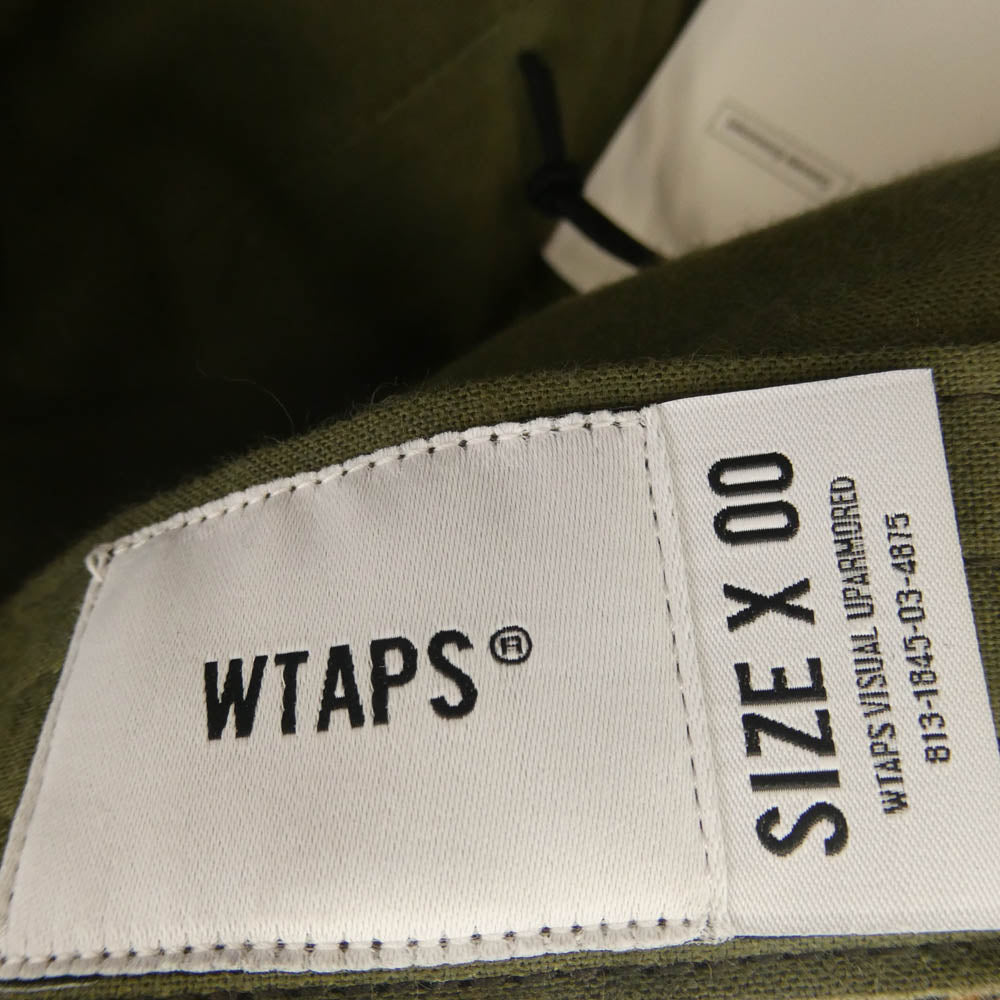 WTAPS®
SIZE X 00
WTAPS VISUAL UPARMORED
813-1845-03-4875